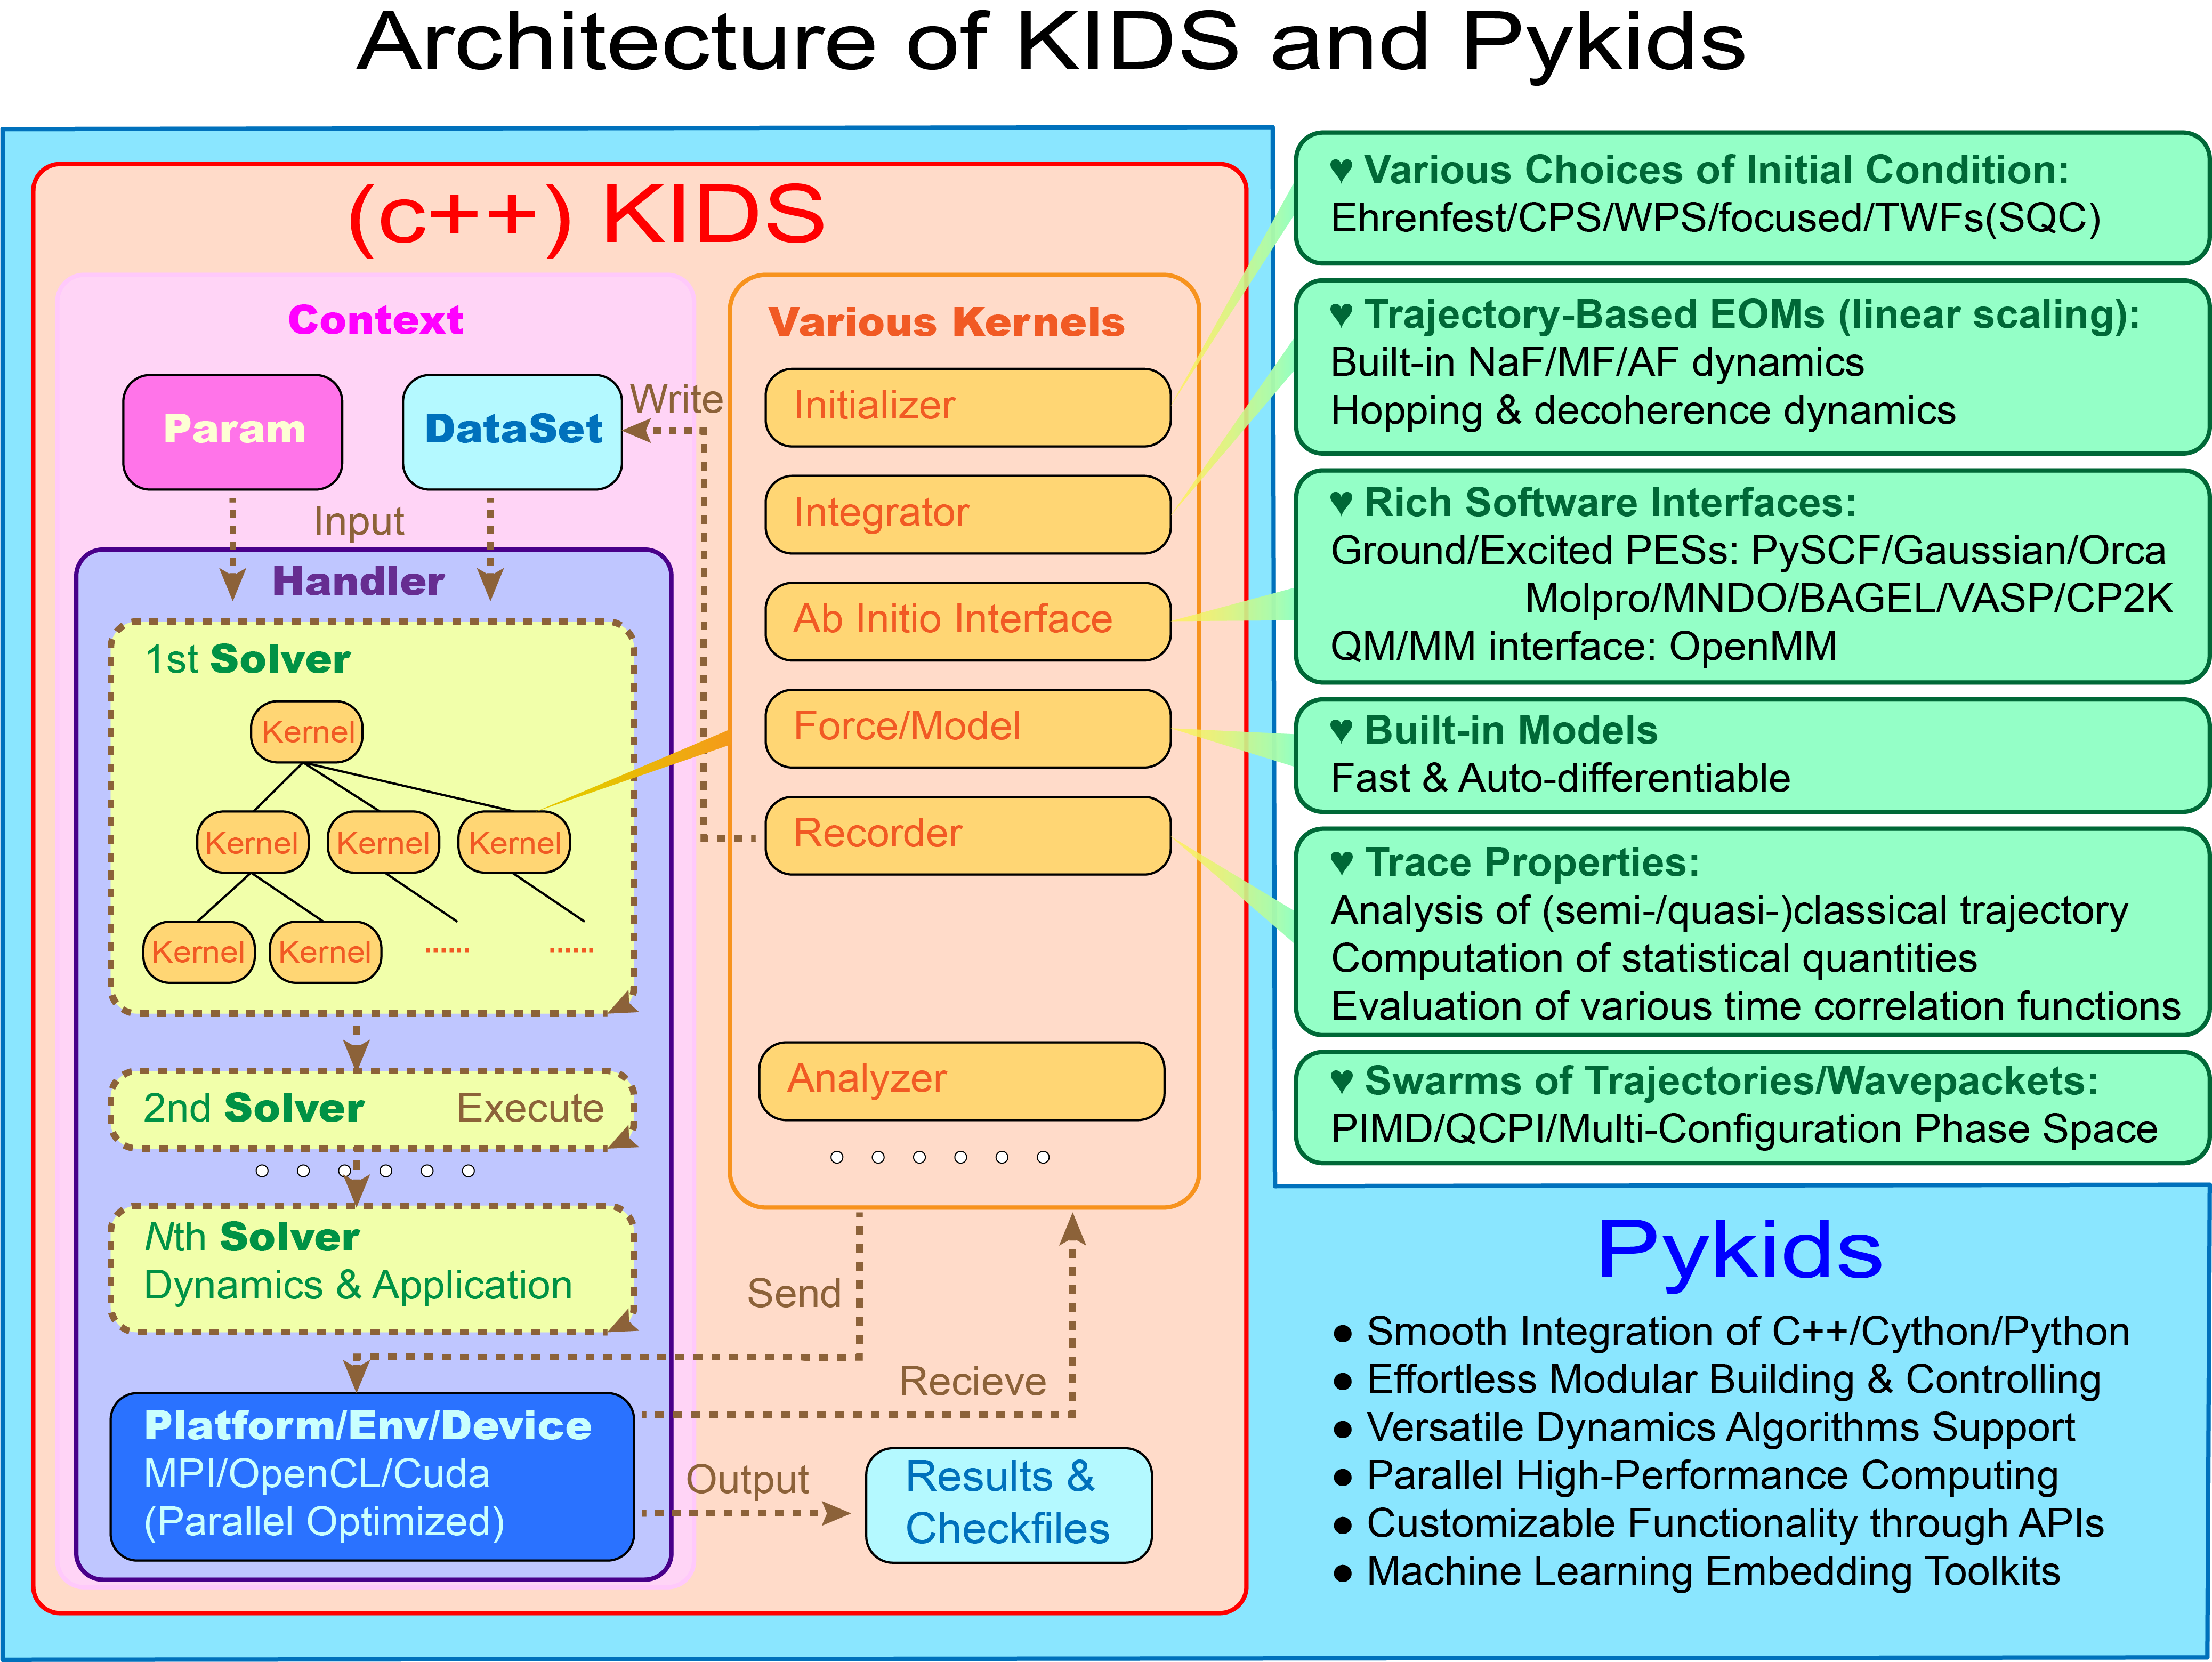 Architecture of KIDS and Pykids
(c++) KIDS
Context
Param
DataSet
Write
Input
Handler
1st Solver
Kernel
Kernel
Kernel
Kernel
Kernel
Kernel
......
......
2nd Solver
Execute
Nth Solver
Dynamics & Application
Platform/Env/Device
MPI/OpenCL/Cuda
(Parallel Optimized)
Various Kernels
Initializer
Integrator
Ab Initio Interface
Force/Model
Recorder
Analyzer
Send
Recieve
Output
Results &
Checkfiles
♥ Various Choices of Initial Condition:
Ehrenfest/CPS/WPS/focused/TWFs(SQC)
♥ Trajectory-Based EOMs (linear scaling):
Built-in NaF/MF/AF dynamics
Hopping & decoherence dynamics
♥ Rich Software Interfaces:
Ground/Excited PESs: PySCF/Gaussian/Orca
Molpro/MNDO/BAGEL/VASP/CP2K
QM/MM interface: OpenMM
♥ Built-in Models
Fast & Auto-differentiable
♥ Trace Properties:
Analysis of (semi-/quasi-)classical trajectory
Computation of statistical quantities
Evaluation of various time correlation functions
♥ Swarms of Trajectories/Wavepackets:
PIMD/QCPI/Multi-Configuration Phase Space
Pykids
● Smooth Integration of C++/Cython/Python
● Effortless Modular Building & Controlling
● Versatile Dynamics Algorithms Support
● Parallel High-Performance Computing
● Customizable Functionality through APIs
● Machine Learning Embedding Toolkits